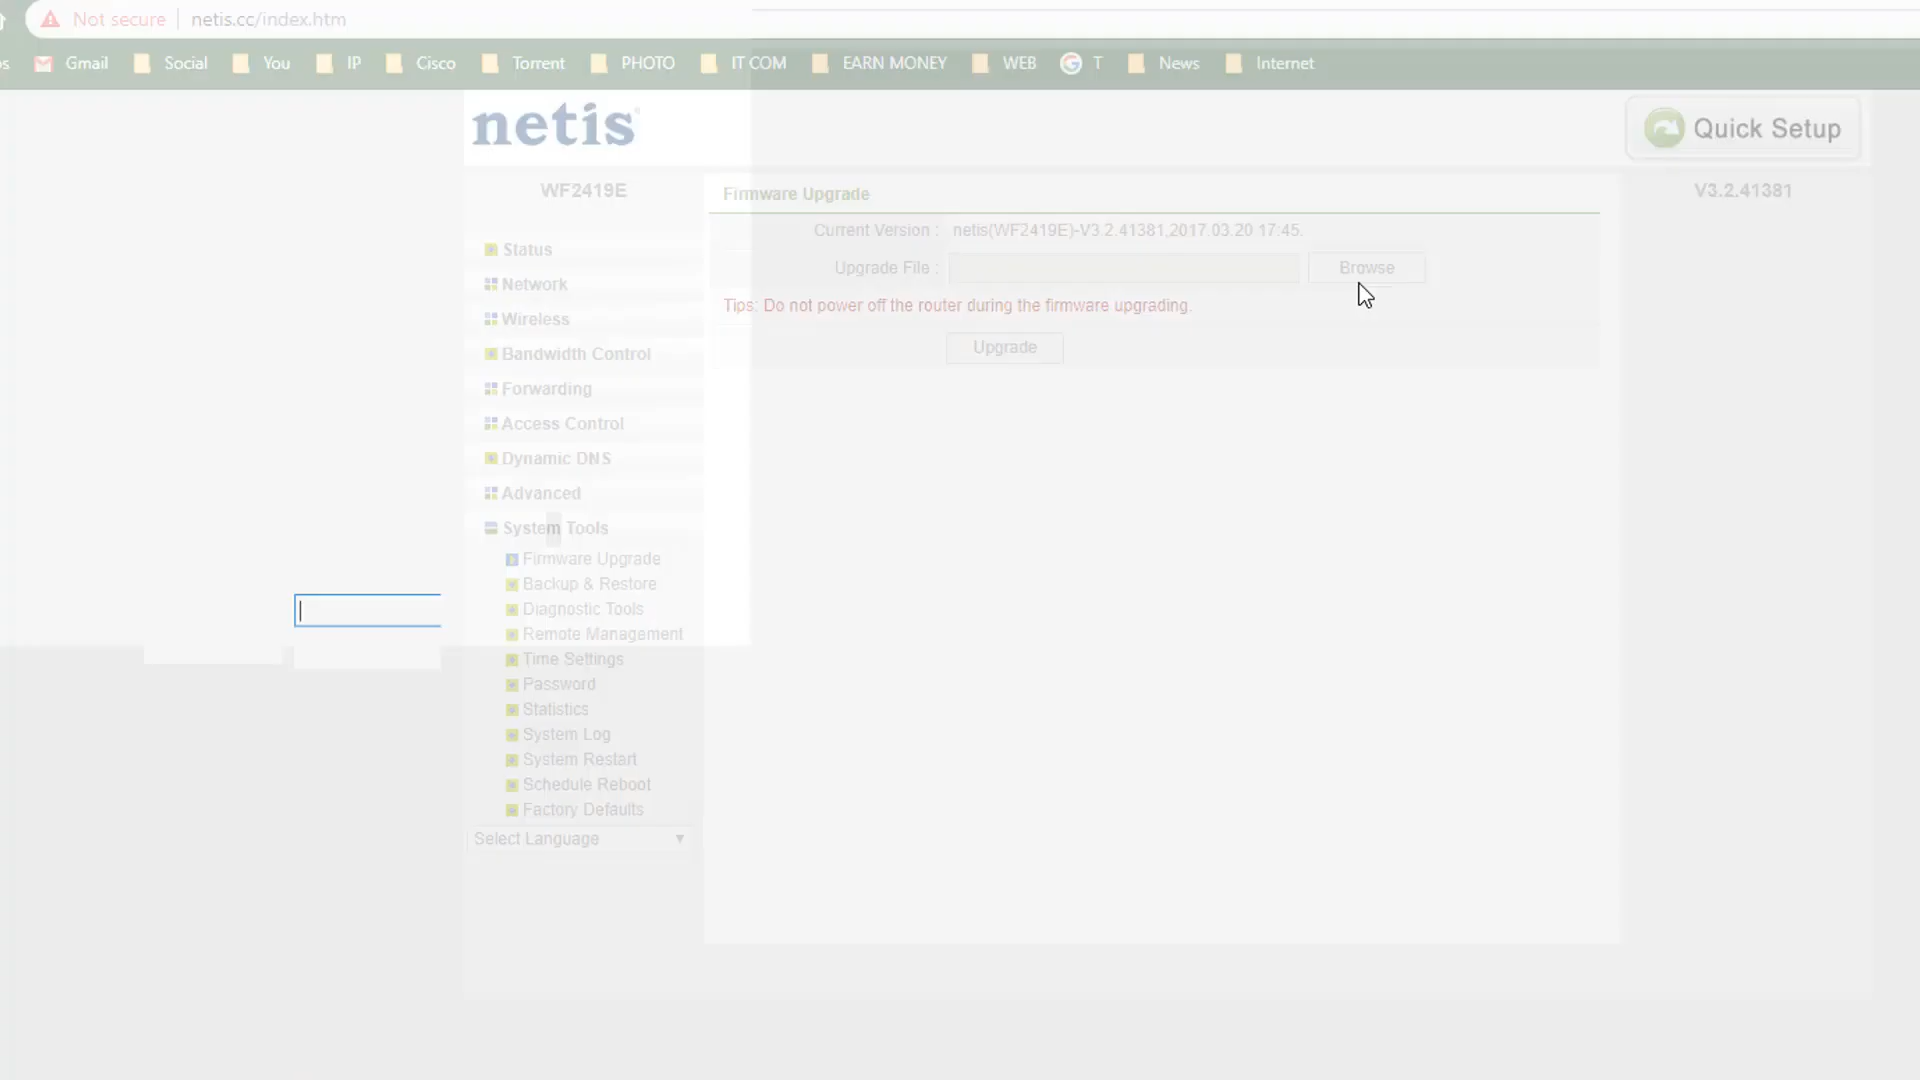 Not secure netis.cc/index.htm
Gmail Social You IP Cisco Torrent PHOTO IT COM EARN MONEY WEB T News Internet
netis
Quick Setup
WF2419E
Firmware Upgrade
V3.2.41381
Current Version : netis(WF2419E)-V3.2.41381,2017.03.20 17:45.
Upgrade File : Browse
Tips: Do not power off the router during the firmware upgrading.
Upgrade
Status
Network
Wireless
Bandwidth Control
Forwarding
Access Control
Dynamic DNS
Advanced
System Tools
Firmware Upgrade
Backup & Restore
Diagnostic Tools
Remote Management
Time Settings
Password
Statistics
System Log
System Restart
Schedule Reboot
Factory Defaults
Select Language